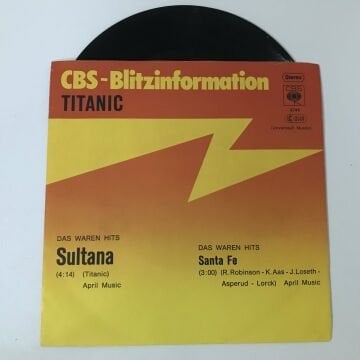 CBS-Blitzinformation
TITANIC
Stereo
CBS
(Universal Music)
DAS WAREN HITS
Sultana
(4:14) (Titanic)
April Music
DAS WAREN HITS
Santa Fe
(3:00) (R. Robinson - K. Aas - J. Loseth -
Asperud - Lorck) April Music